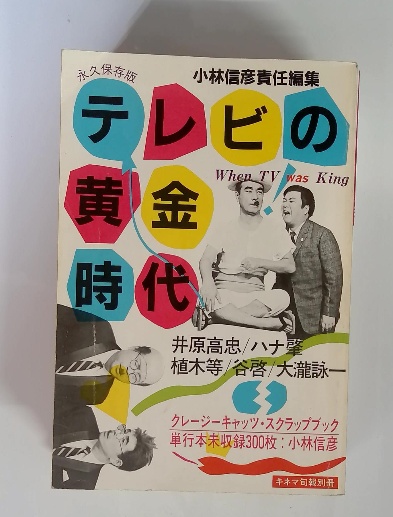 永久保存版
小林信彦責任編集
テレビの
When TV was King
黄金
時代
井原高忠/ハナ肇
植木等/谷啓/大瀧詠一
クレージーキャッツ・スクラップブック
単行本未収録300枚:小林信彦
キネマ旬報別冊